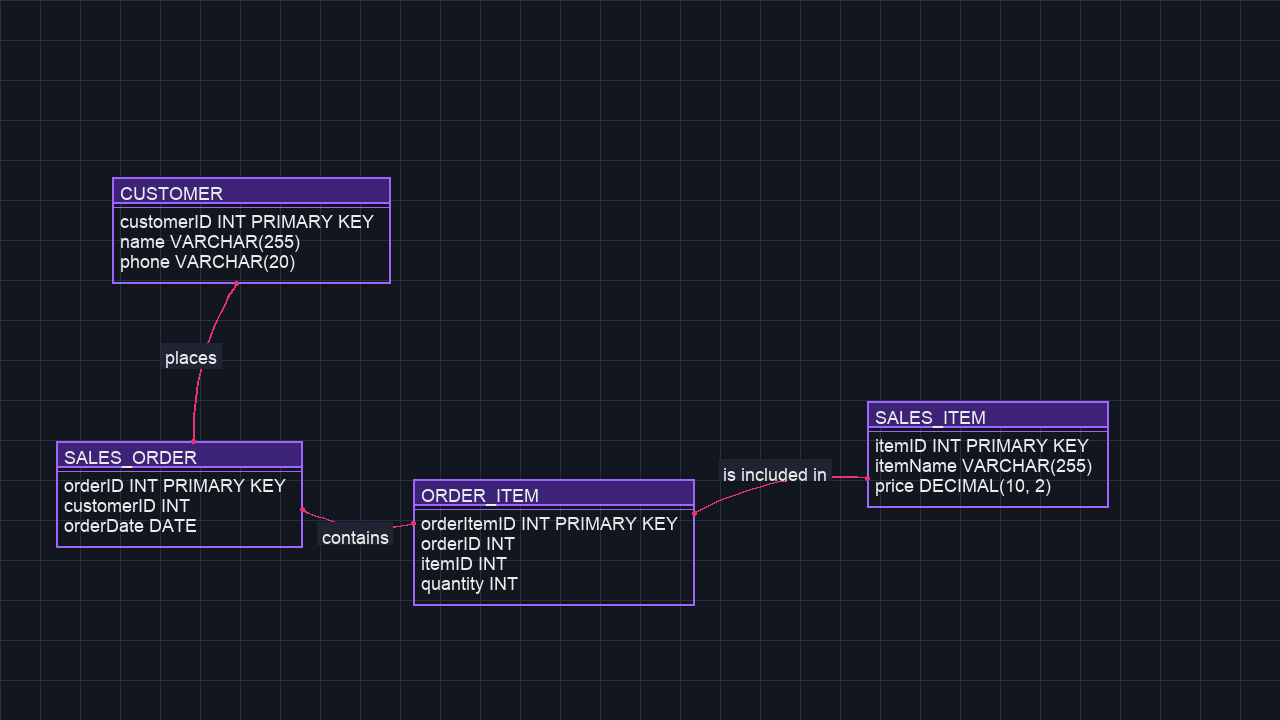 CUSTOMER
customerID INT PRIMARY KEY
name VARCHAR(255)
phone VARCHAR(20)
places
SALES_ORDER
orderID INT PRIMARY KEY
customerID INT
orderDate DATE
contains
ORDER_ITEM
orderItemID INT PRIMARY KEY
orderID INT
itemID INT
quantity INT
is included in
SALES_ITEM
itemID INT PRIMARY KEY
itemName VARCHAR(255)
price DECIMAL(10, 2)